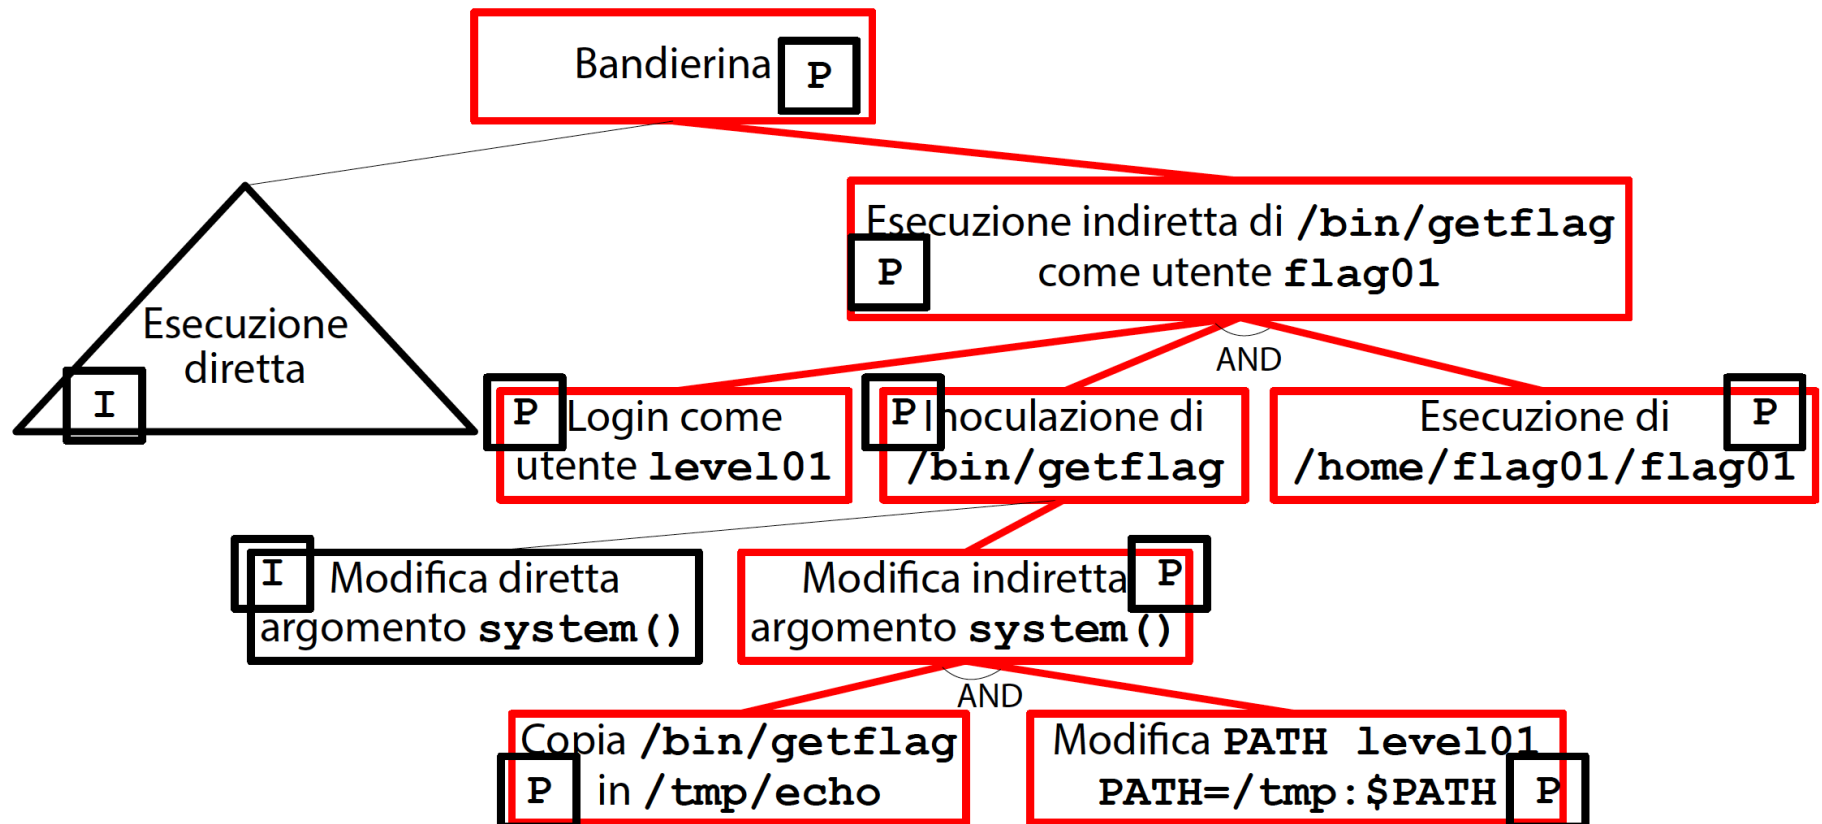 Bandierina P
Esecuzione indiretta di /bin/getflag
P come utente flag01
Esecuzione
diretta
I
AND
P Login come
utente level01
P Inoculazione di
/bin/getflag
Esecuzione di P
/home/flag01/flag01
I Modifica diretta
argomento system()
Modifica indiretta P
argomento system()
AND
Copia /bin/getflag
P in /tmp/echo
Modifica PATH level01
PATH=/tmp:$PATH P